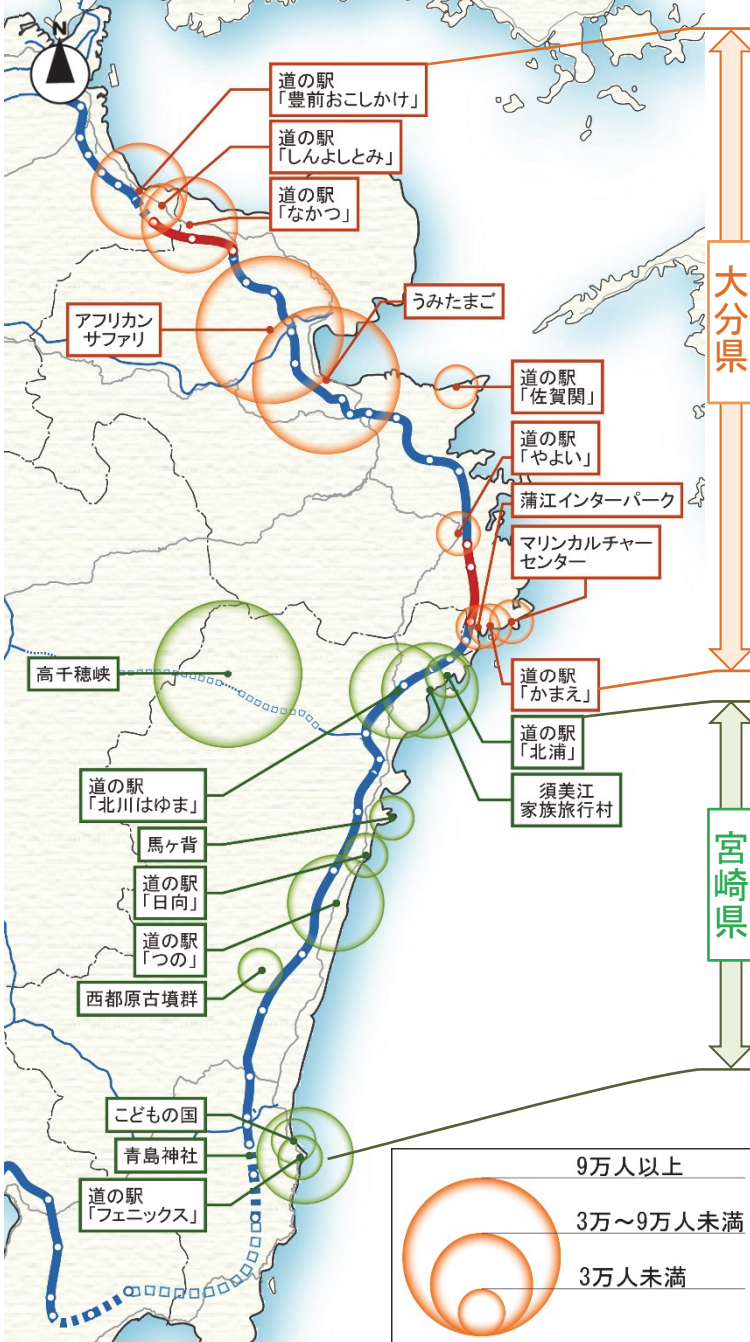 N
道の駅
「豊前おこしかけ」
道の駅
「しんよしとみ」
道の駅
「なかつ」
アフリカン
サファリ
うみたまご
道の駅
「佐賀関」
道の駅
「やよい」
蒲江インターパーク
マリンカルチャー
センター
道の駅
「かまえ」
大分県
高千穂峡
道の駅
「北浦」
須美江
家族旅行村
道の駅
「北川はゆま」
馬ヶ背
道の駅
「日向」
道の駅
「つの」
西都原古墳群
宮崎県
こどもの国
青島神社
道の駅
「フェニックス」
9万人以上
3万～9万人未満
3万人未満